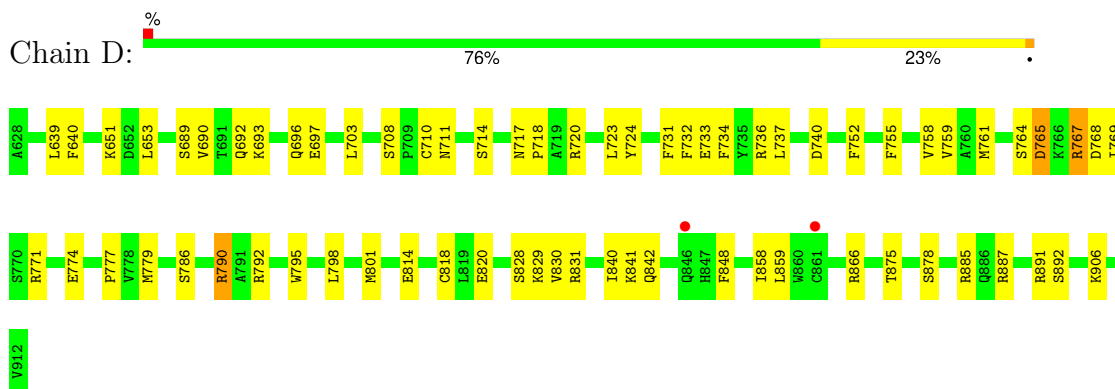 %
Chain D:
76% 23% •
A628 L639 F640 K651 D652 L653 S689 V690 T691 Q692 K693 Q696 E697 L703 S708 P709 C710 N711 S714 N717 P718 A719 R720 L723 Y724 F731 F732 E733 F734 Y735 R736 L737 D740 F752 F755 V758 V759 A760 M761 S764 D765 K766 R767 D768
S770 R771 E774 P777 V778 M779 S786 R790 A791 R792 W795 L798 M801 E814 C818 L819 E820 S828 K829 V830 R831 I840 K841 Q842 Q846 H847 F848 I858 L859 W860 C861 R866 T875 S878 R885 Q886 R887 R891 S892 K906
V912